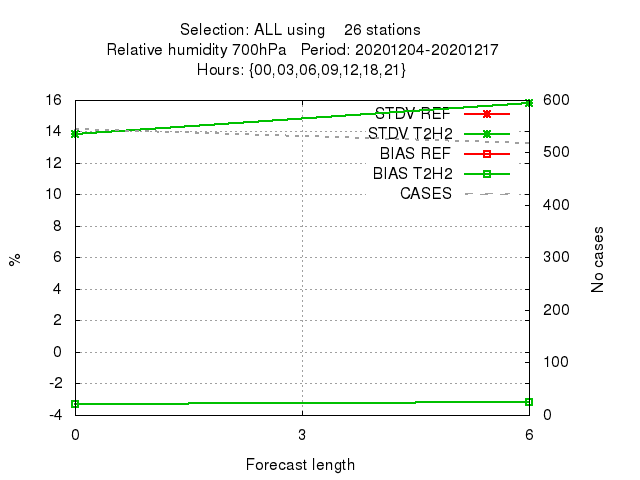 Selection: ALL using    26 stations
Relative humidity 700hPa   Period: 20201204-20201217
Hours: {00,03,06,09,12,18,21}
16
14
12
10
8
6
4
2
0
-2
-4
%
STDV REF
STDV T2H2
BIAS REF
BIAS T2H2
CASES
600
500
400
300
200
100
0
No cases
0 3 6
Forecast length